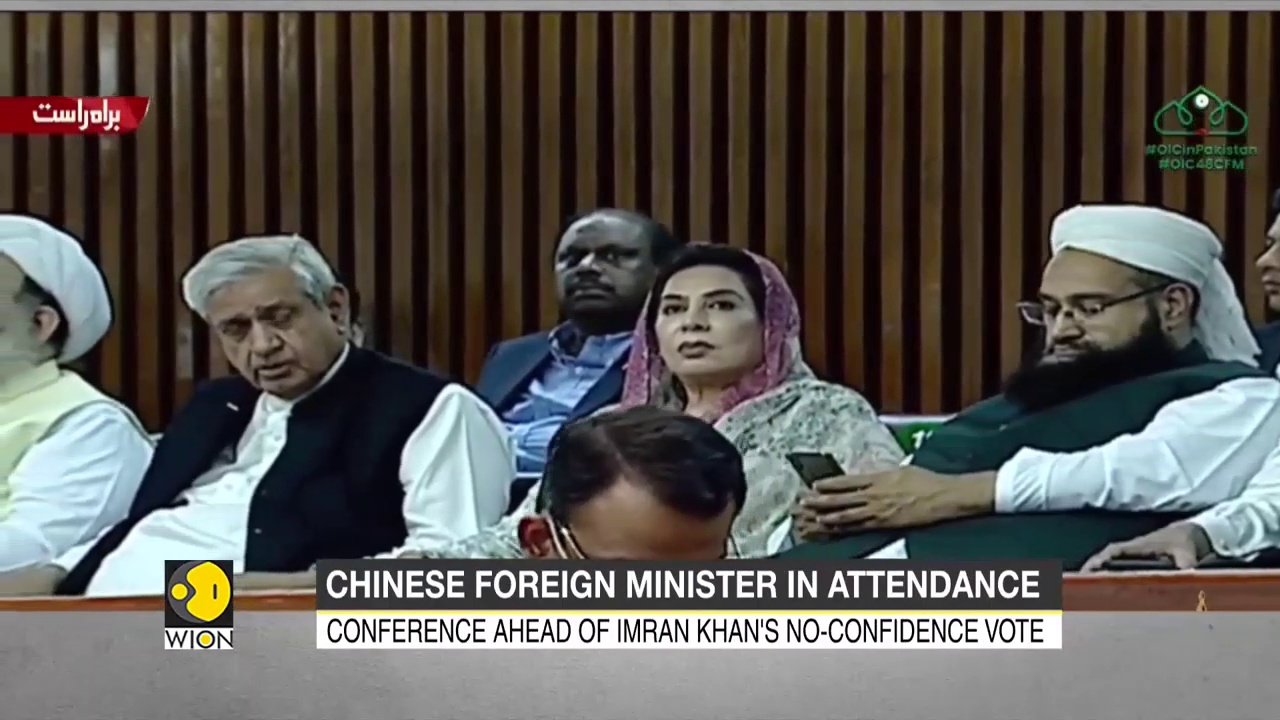 براہ راست
#OICinPakistan
#OIC48CFM
WION
CHINESE FOREIGN MINISTER IN ATTENDANCE
CONFERENCE AHEAD OF IMRAN KHAN'S NO-CONFIDENCE VOTE